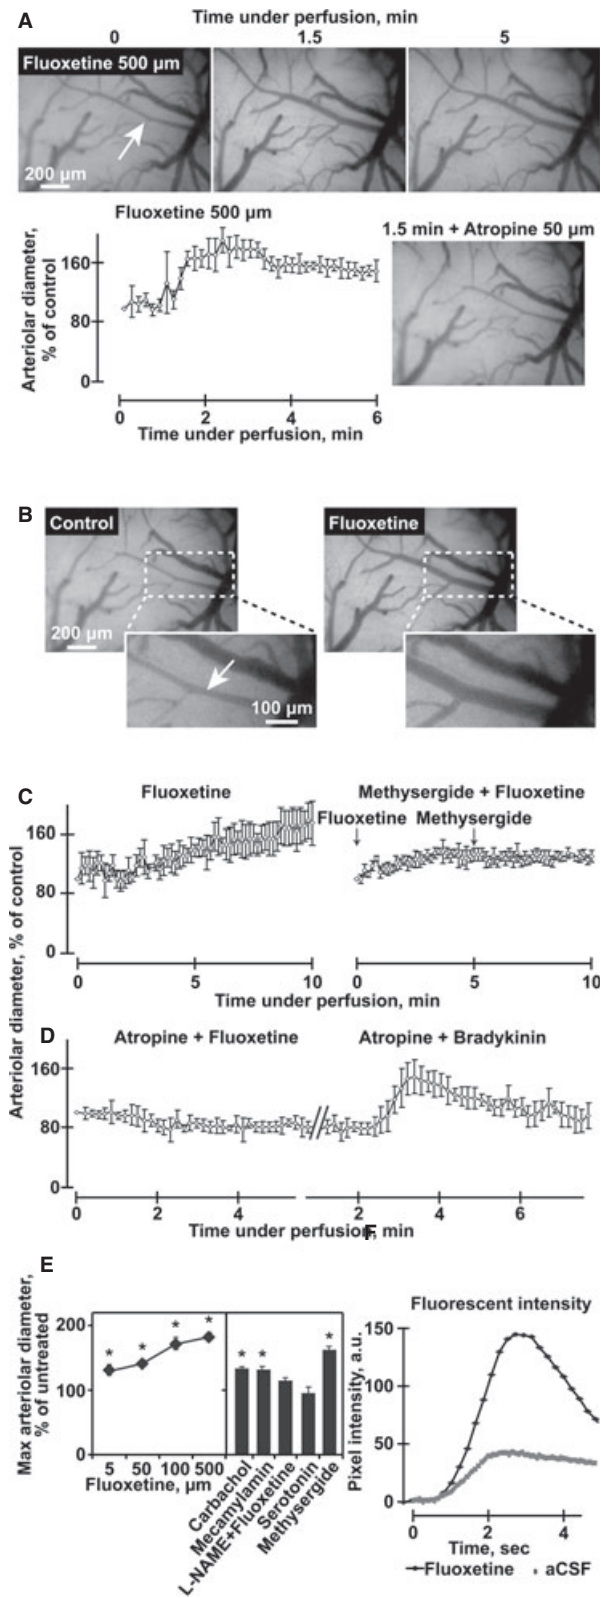 A
Time under perfusion, min
0 1.5 5
Fluoxetine 500 µm
200 µm
Fluoxetine 500 µm
1.5 min + Atropine 50 µm
Arteriolar diameter,
% of control
160
80
0
0 2 4 6
Time under perfusion, min
B
Control
Fluoxetine
200 µm
100 µm
C
Fluoxetine
Methysergide + Fluoxetine
Fluoxetine Methysergide
Arteriolar diameter, % of control
160
80
0
0 5 10
0 5 10
Time under perfusion, min
D
Atropine + Fluoxetine
Atropine + Bradykinin
160
80
0
0 2 4
2 4 6
Time under perfusion, min
F
E
Max arteriolar diameter,
% of untreated
200
100
0
* * * *
* * *
5 50 100 500
Fluoxetine, µm
Carbachol
Mecamylamin
L-NAME+Fluoxetine
Serotonin
Methysergide
Fluorescent intensity
Pixel intensity, a.u.
150
100
50
0
0 2 4
Time, sec
Fluoxetine aCSF